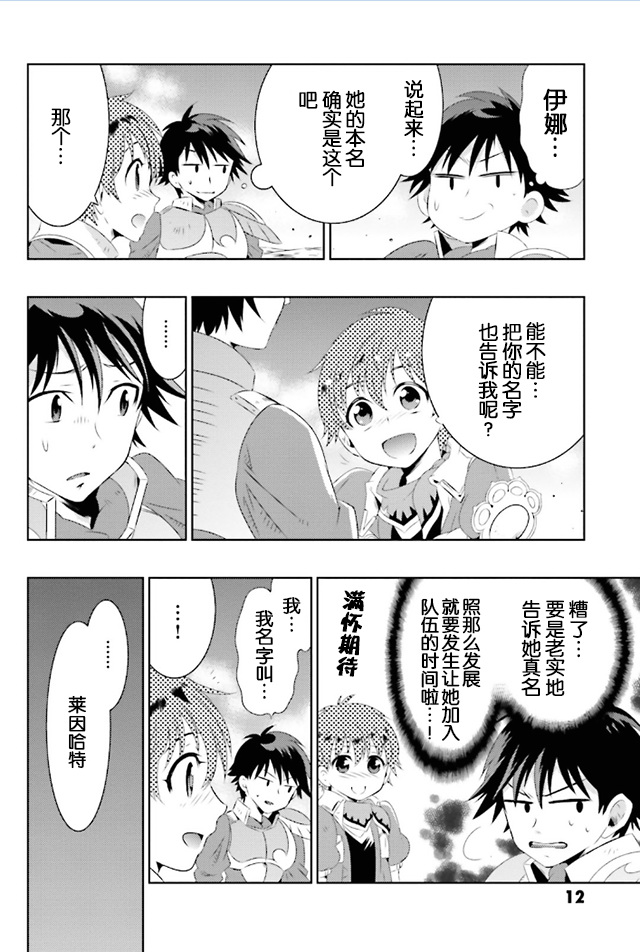 伊娜…
说起来…
她的本名
确实是这个
吧
那个…
能不能…
把你的名字
也告诉我呢？
…
糟了…
要是老实地
告诉她真名
照那么发展
就要发生让她加入
队伍的时间啦…！
满怀期待
我…
我名字叫…
…！
……
莱因哈特
12